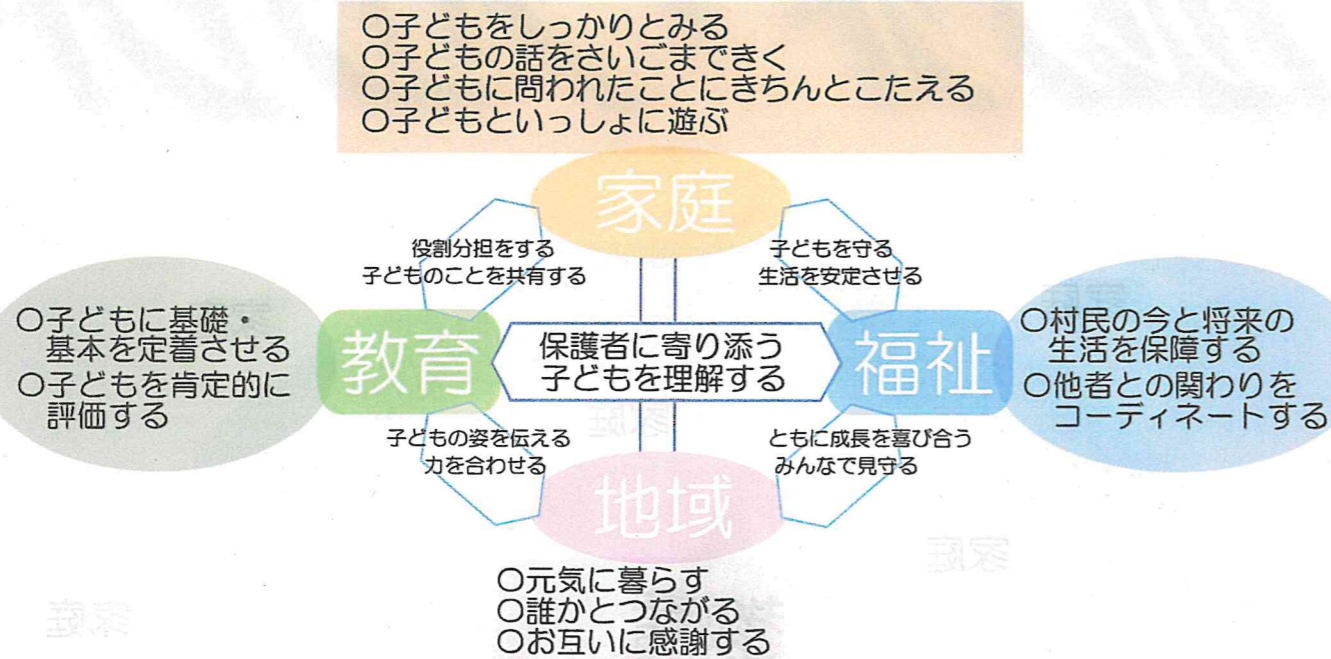 ○子どもをしっかりとみる
○子どもの話をさいごまできく
○子どもに問われたことにきちんとこたえる
○子どもといっしょに遊ぶ
家庭
役割分担をする
子どものことを共有する
子どもを守る
生活を安定させる
○子どもに基礎・
基本を定着させる
○子どもを肯定的に
評価する
教育
保護者に寄り添う
子どもを理解する
福祉
○村民の今と将来の
生活を保障する
○他者との関わりを
コーディネートする
子どもの姿を伝える
力を合わせる
ともに成長を喜び合う
みんなで見守る
地域
○元気に暮らす
○誰かとつながる
○お互いに感謝する